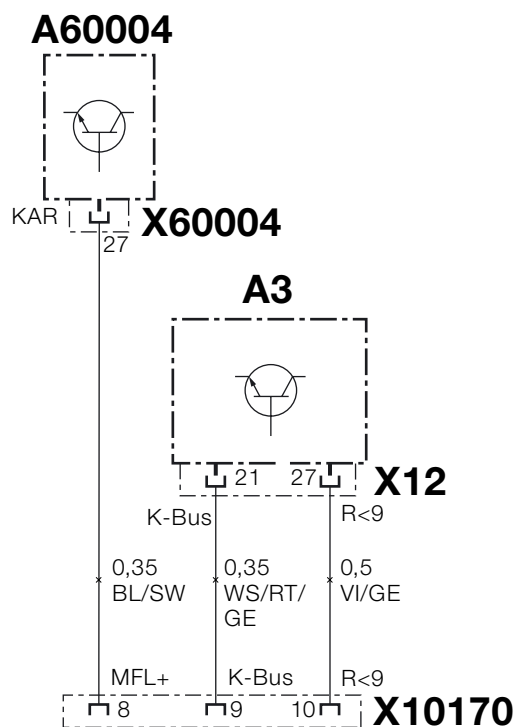 A60004
KAR
X60004
27
A3
21
27
X12
K-Bus
R<9
0,35
BL/SW
0,35
WS/RT/
GE
0,5
VI/GE
MFL+
K-Bus
R<9
8
9
10
X10170